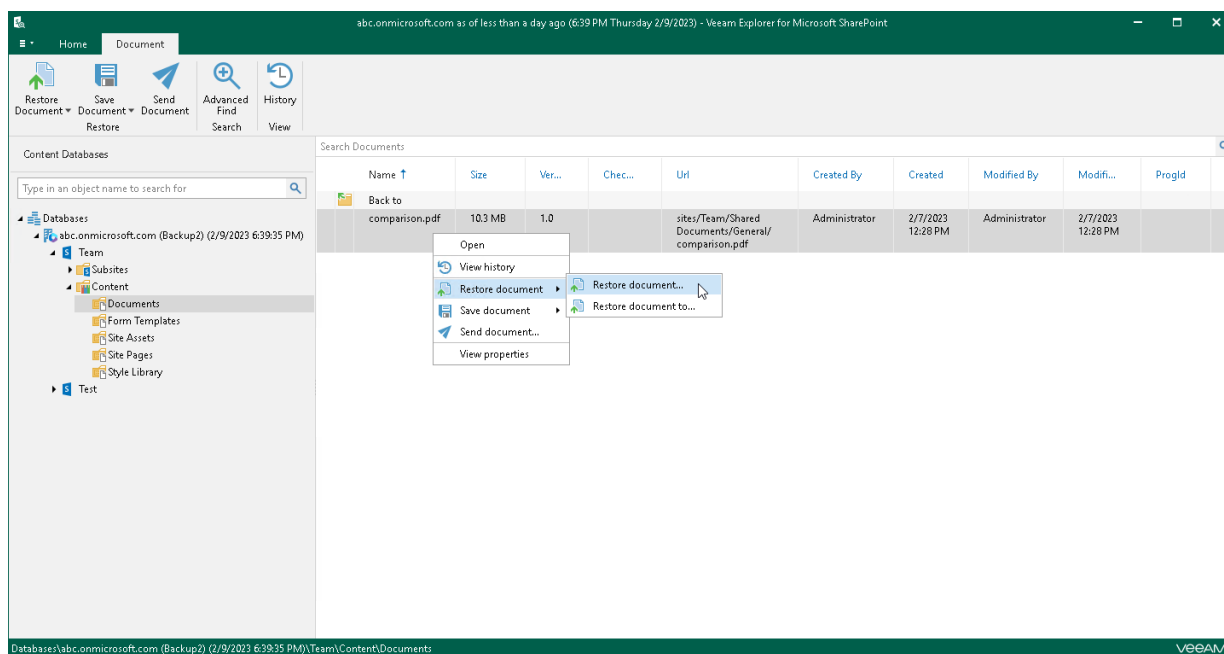 abc.onmicrosoft.com as of less than a day ago (6:39 PM Thursday 2/9/2023) - Veeam Explorer for Microsoft SharePoint
Home Document
Restore Document
Save Document
Send Document
Advanced Find
History
Restore Search View
Content Databases
Type in an object name to search for
Databases
abc.onmicrosoft.com (Backup2) (2/9/2023 6:39:35 PM)
Team
Subsites
Content
Documents
Form Templates
Site Assets
Site Pages
Style Library
Test
Search Documents
Name ↑ Size Ver... Chec... Url Created By Created Modified By Modifi... ProgId
Back to
comparison.pdf 10.3 MB 1.0 sites/Team/Shared Administrator 2/7/2023 Administrator 2/7/2023
Documents/General/ 12:28 PM 12:28 PM
comparison.pdf
Open
View history
Restore document
Save document
Send document...
View properties
Restore document...
Restore document to...
Databases\abc.onmicrosoft.com (Backup2) (2/9/2023 6:39:35 PM)\Team\Content\Documents
veeAM